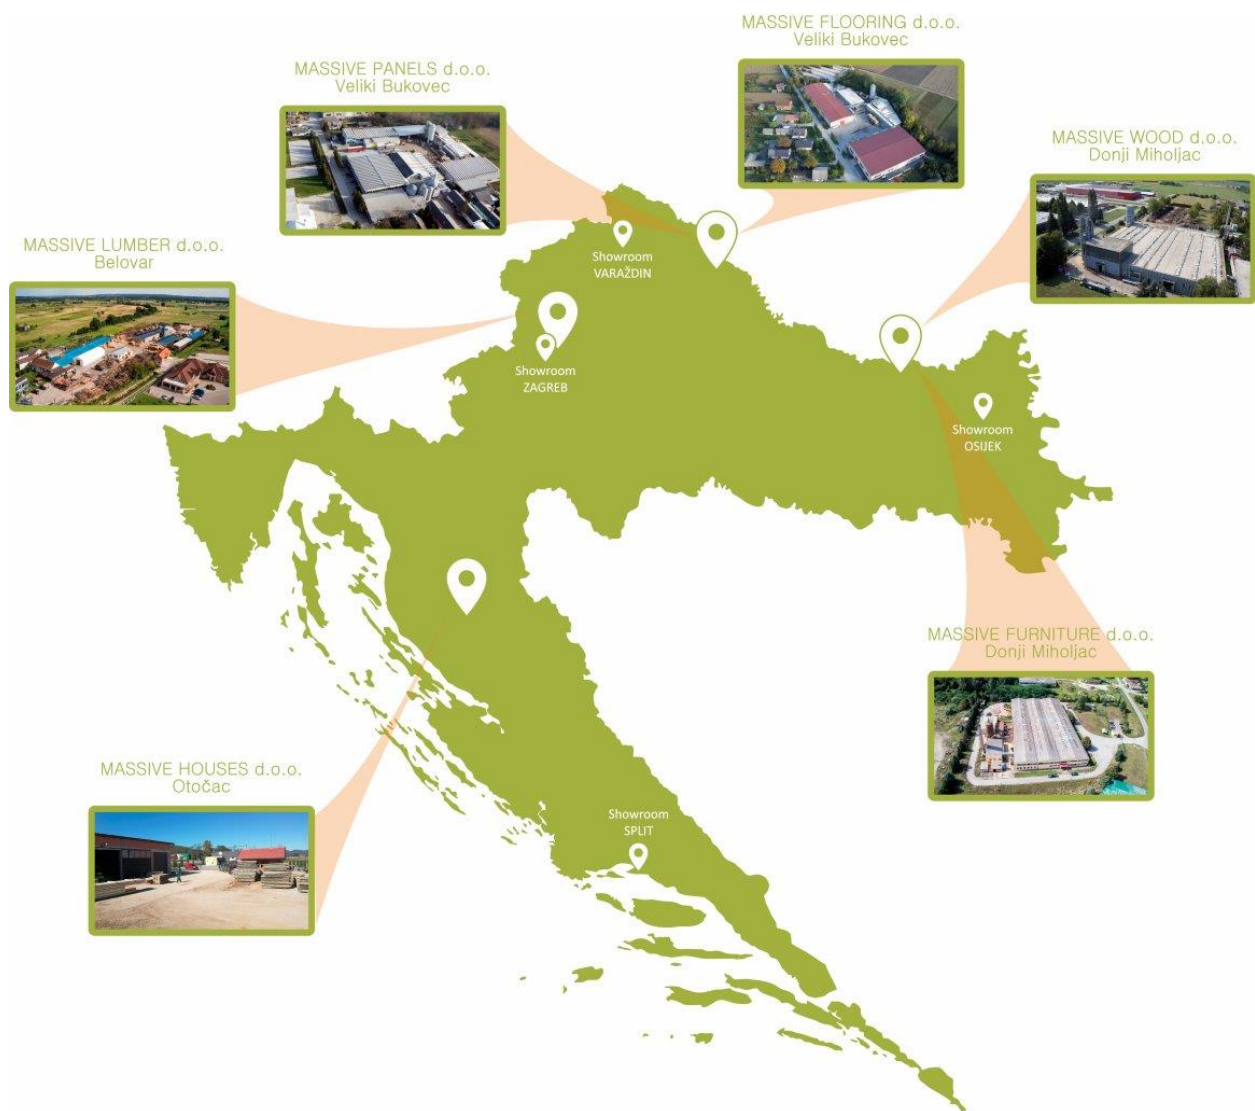 MASSIVE FLOORING d.o.o.
Veliki Bukovec
MASSIVE PANELS d.o.o.
Veliki Bukovec
MASSIVE WOOD d.o.o.
Donji Miholjac
MASSIVE LUMBER d.o.o.
Belovar
Showroom
VARAŽDIN
Showroom
ZAGREB
Showroom
OSIJEK
MASSIVE FURNITURE d.o.o.
Donji Miholjac
MASSIVE HOUSES d.o.o.
Otočac
Showroom
SPLIT